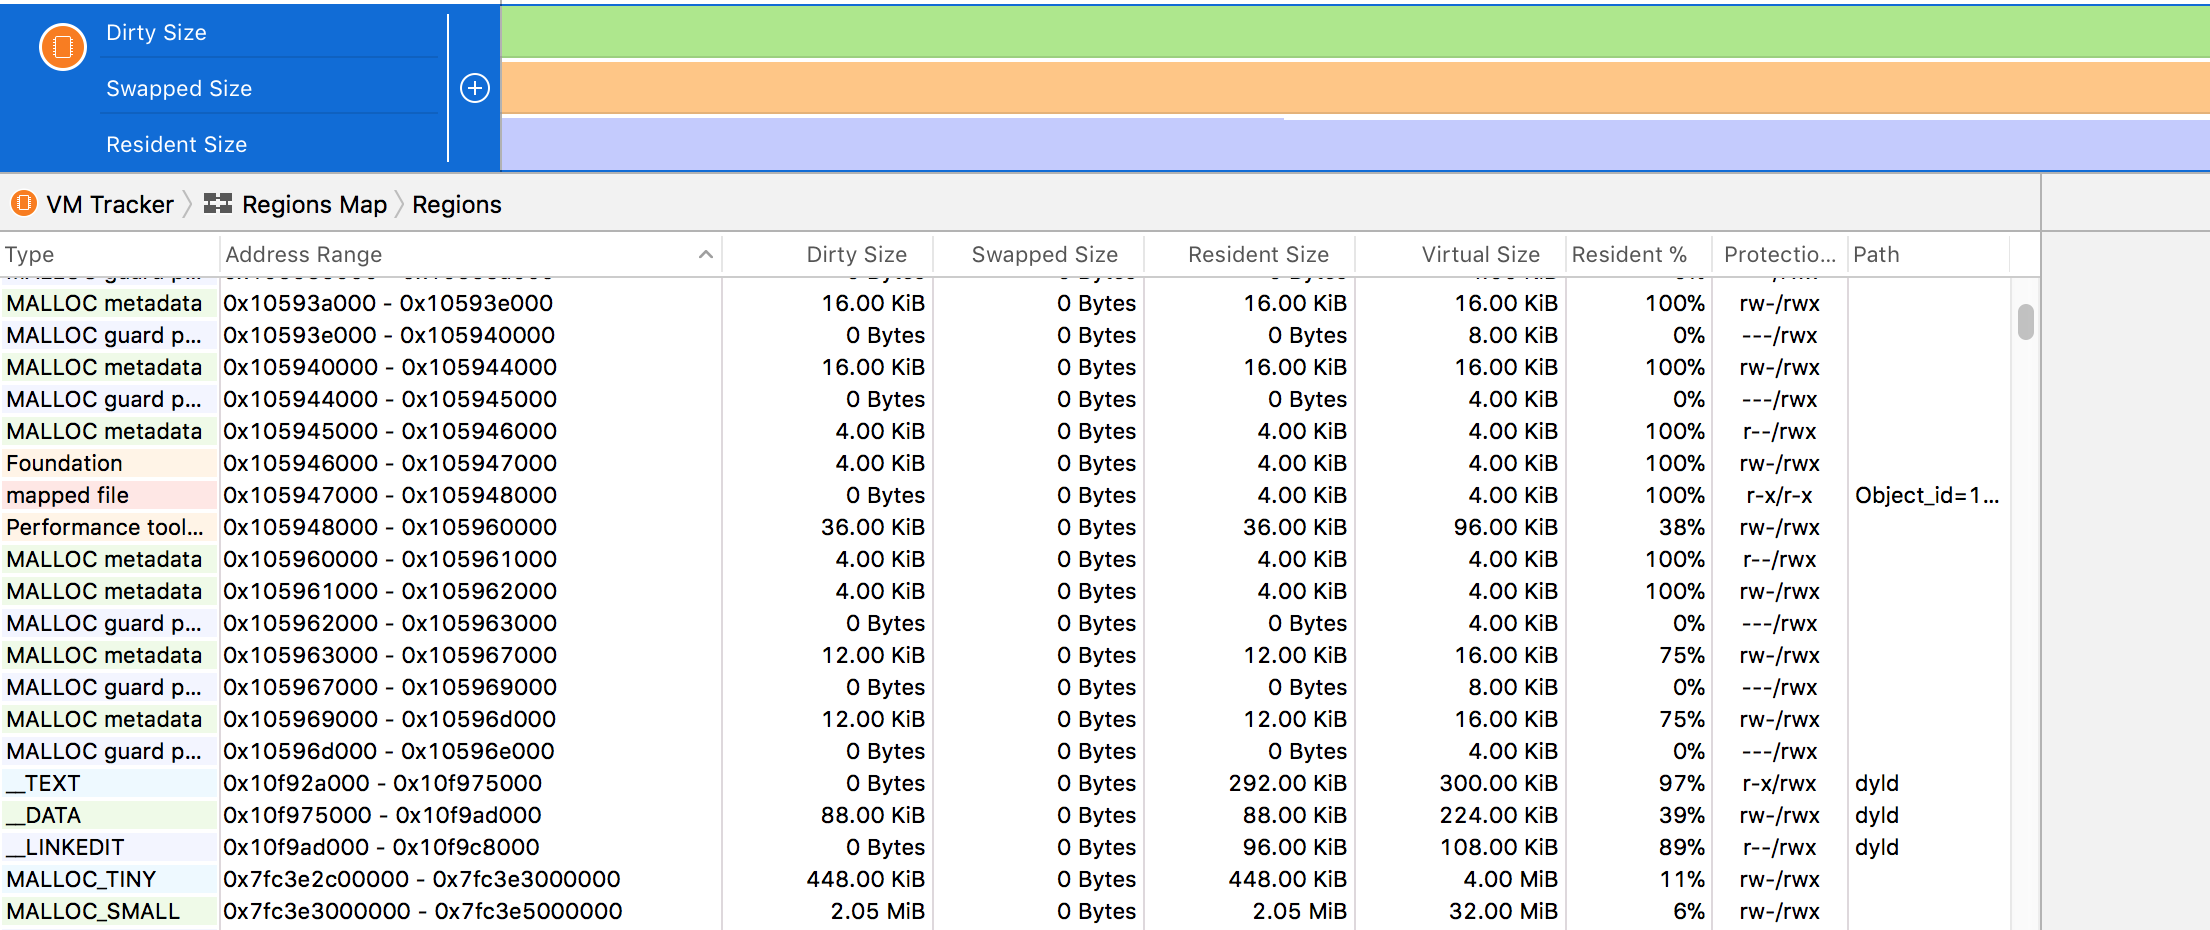 Dirty Size
Swapped Size
Resident Size
VM Tracker Regions Map Regions
Type Address Range Dirty Size Swapped Size Resident Size Virtual Size Resident % Protectio... Path
MALLOC metadata 0x10593a000 - 0x10593e000 16.00 KiB 0 Bytes 16.00 KiB 16.00 KiB 100% rw-/rwx
MALLOC guard p... 0x10593e000 - 0x105940000 0 Bytes 0 Bytes 0 Bytes 8.00 KiB 0% ---/rwx
MALLOC metadata 0x105940000 - 0x105944000 16.00 KiB 0 Bytes 16.00 KiB 16.00 KiB 100% rw-/rwx
MALLOC guard p... 0x105944000 - 0x105945000 0 Bytes 0 Bytes 0 Bytes 4.00 KiB 0% ---/rwx
MALLOC metadata 0x105945000 - 0x105946000 4.00 KiB 0 Bytes 4.00 KiB 4.00 KiB 100% r--/rwx
Foundation 0x105946000 - 0x105947000 4.00 KiB 0 Bytes 4.00 KiB 4.00 KiB 100% rw-/rwx
mapped file 0x105947000 - 0x105948000 0 Bytes 0 Bytes 4.00 KiB 4.00 KiB 100% r-x/r-x Object_id=1...
Performance tool... 0x105948000 - 0x105960000 36.00 KiB 0 Bytes 36.00 KiB 96.00 KiB 38% rw-/rwx
MALLOC metadata 0x105960000 - 0x105961000 4.00 KiB 0 Bytes 4.00 KiB 4.00 KiB 100% r--/rwx
MALLOC metadata 0x105961000 - 0x105962000 4.00 KiB 0 Bytes 4.00 KiB 4.00 KiB 100% rw-/rwx
MALLOC guard p... 0x105962000 - 0x105963000 0 Bytes 0 Bytes 0 Bytes 4.00 KiB 0% ---/rwx
MALLOC metadata 0x105963000 - 0x105967000 12.00 KiB 0 Bytes 12.00 KiB 16.00 KiB 75% rw-/rwx
MALLOC guard p... 0x105967000 - 0x105969000 0 Bytes 0 Bytes 0 Bytes 8.00 KiB 0% ---/rwx
MALLOC metadata 0x105969000 - 0x10596d000 12.00 KiB 0 Bytes 12.00 KiB 16.00 KiB 75% rw-/rwx
MALLOC guard p... 0x10596d000 - 0x10596e000 0 Bytes 0 Bytes 0 Bytes 4.00 KiB 0% ---/rwx
__TEXT 0x10f92a000 - 0x10f975000 0 Bytes 0 Bytes 292.00 KiB 300.00 KiB 97% r-x/rwx dyld
__DATA 0x10f975000 - 0x10f9ad000 88.00 KiB 0 Bytes 88.00 KiB 224.00 KiB 39% rw-/rwx dyld
__LINKEDIT 0x10f9ad000 - 0x10f9c8000 0 Bytes 0 Bytes 96.00 KiB 108.00 KiB 89% r--/rwx dyld
MALLOC_TINY 0x7fc3e2c00000 - 0x7fc3e3000000 448.00 KiB 0 Bytes 448.00 KiB 4.00 MiB 11% rw-/rwx
MALLOC_SMALL 0x7fc3e3000000 - 0x7fc3e5000000 2.05 MiB 0 Bytes 2.05 MiB 32.00 MiB 6% rw-/rwx